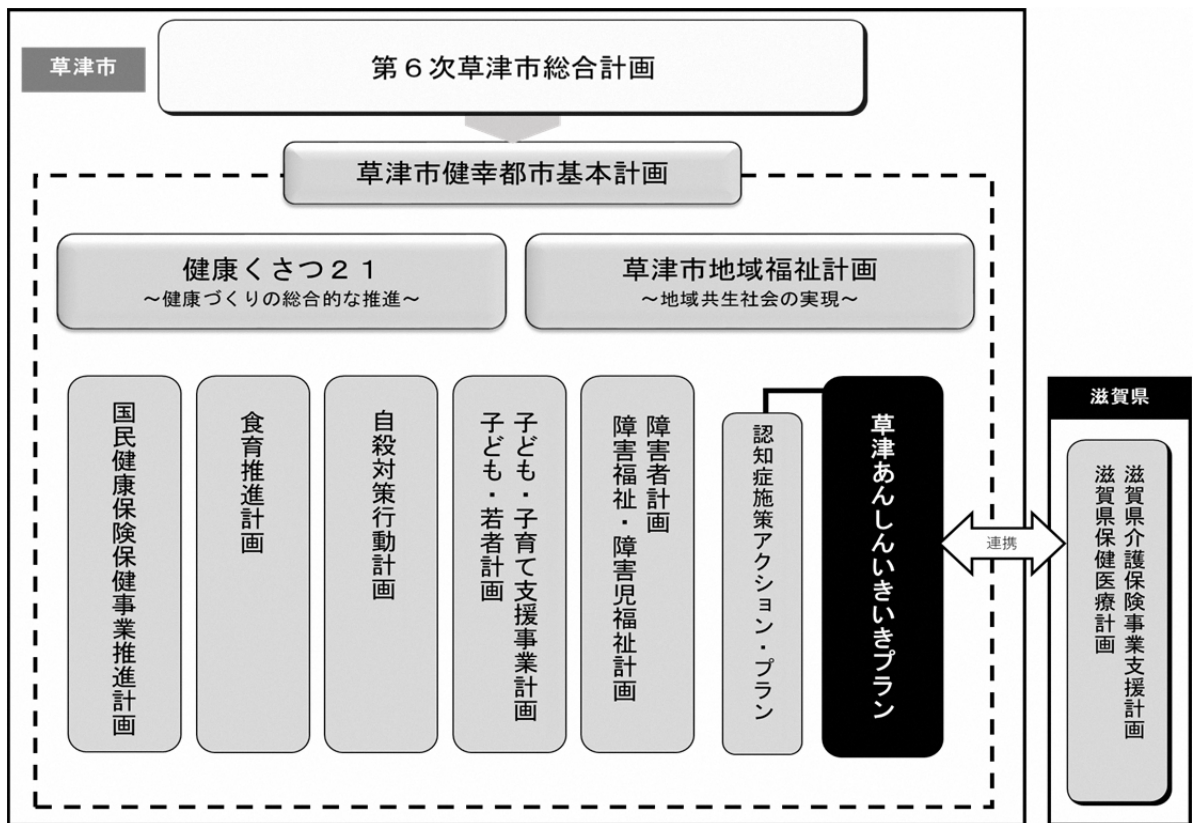 草津市
第６次草津市総合計画
草津市健幸都市基本計画
健康くさつ２１
～健康づくりの総合的な推進～
草津市地域福祉計画
～地域共生社会の実現～
国民健康保険保健事業推進計画
食育推進計画
自殺対策行動計画
子ども・子育て支援事業計画
子ども・若者計画
障害者計画
障害福祉・障害児福祉計画
認知症施策アクション・プラン
草津あんしんいきいきプラン
連携
滋賀県
滋賀県介護保険事業支援計画
滋賀県保健医療計画